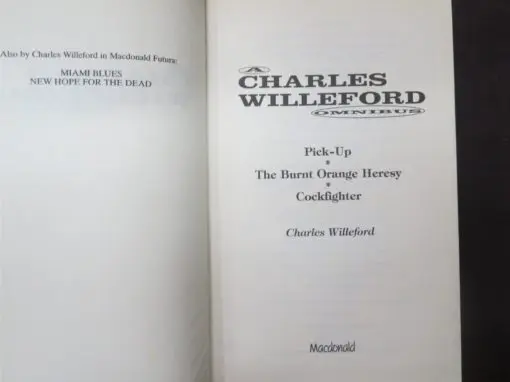 Also by Charles Willeford in Macdonald Futura:
MIAMI BLUES
NEW HOPE FOR THE DEAD
A
CHARLES
WILLEFORD
OMNIBUS
Pick-Up
*
The Burnt Orange Heresy
*
Cockfighter
Charles Willeford
Macdonald